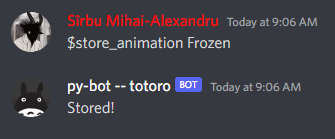 Sîrbu Mihai-Alexandru Today at 9:06 AM
$store_animation Frozen
py-bot -- totoro BOT Today at 9:06 AM
Stored!